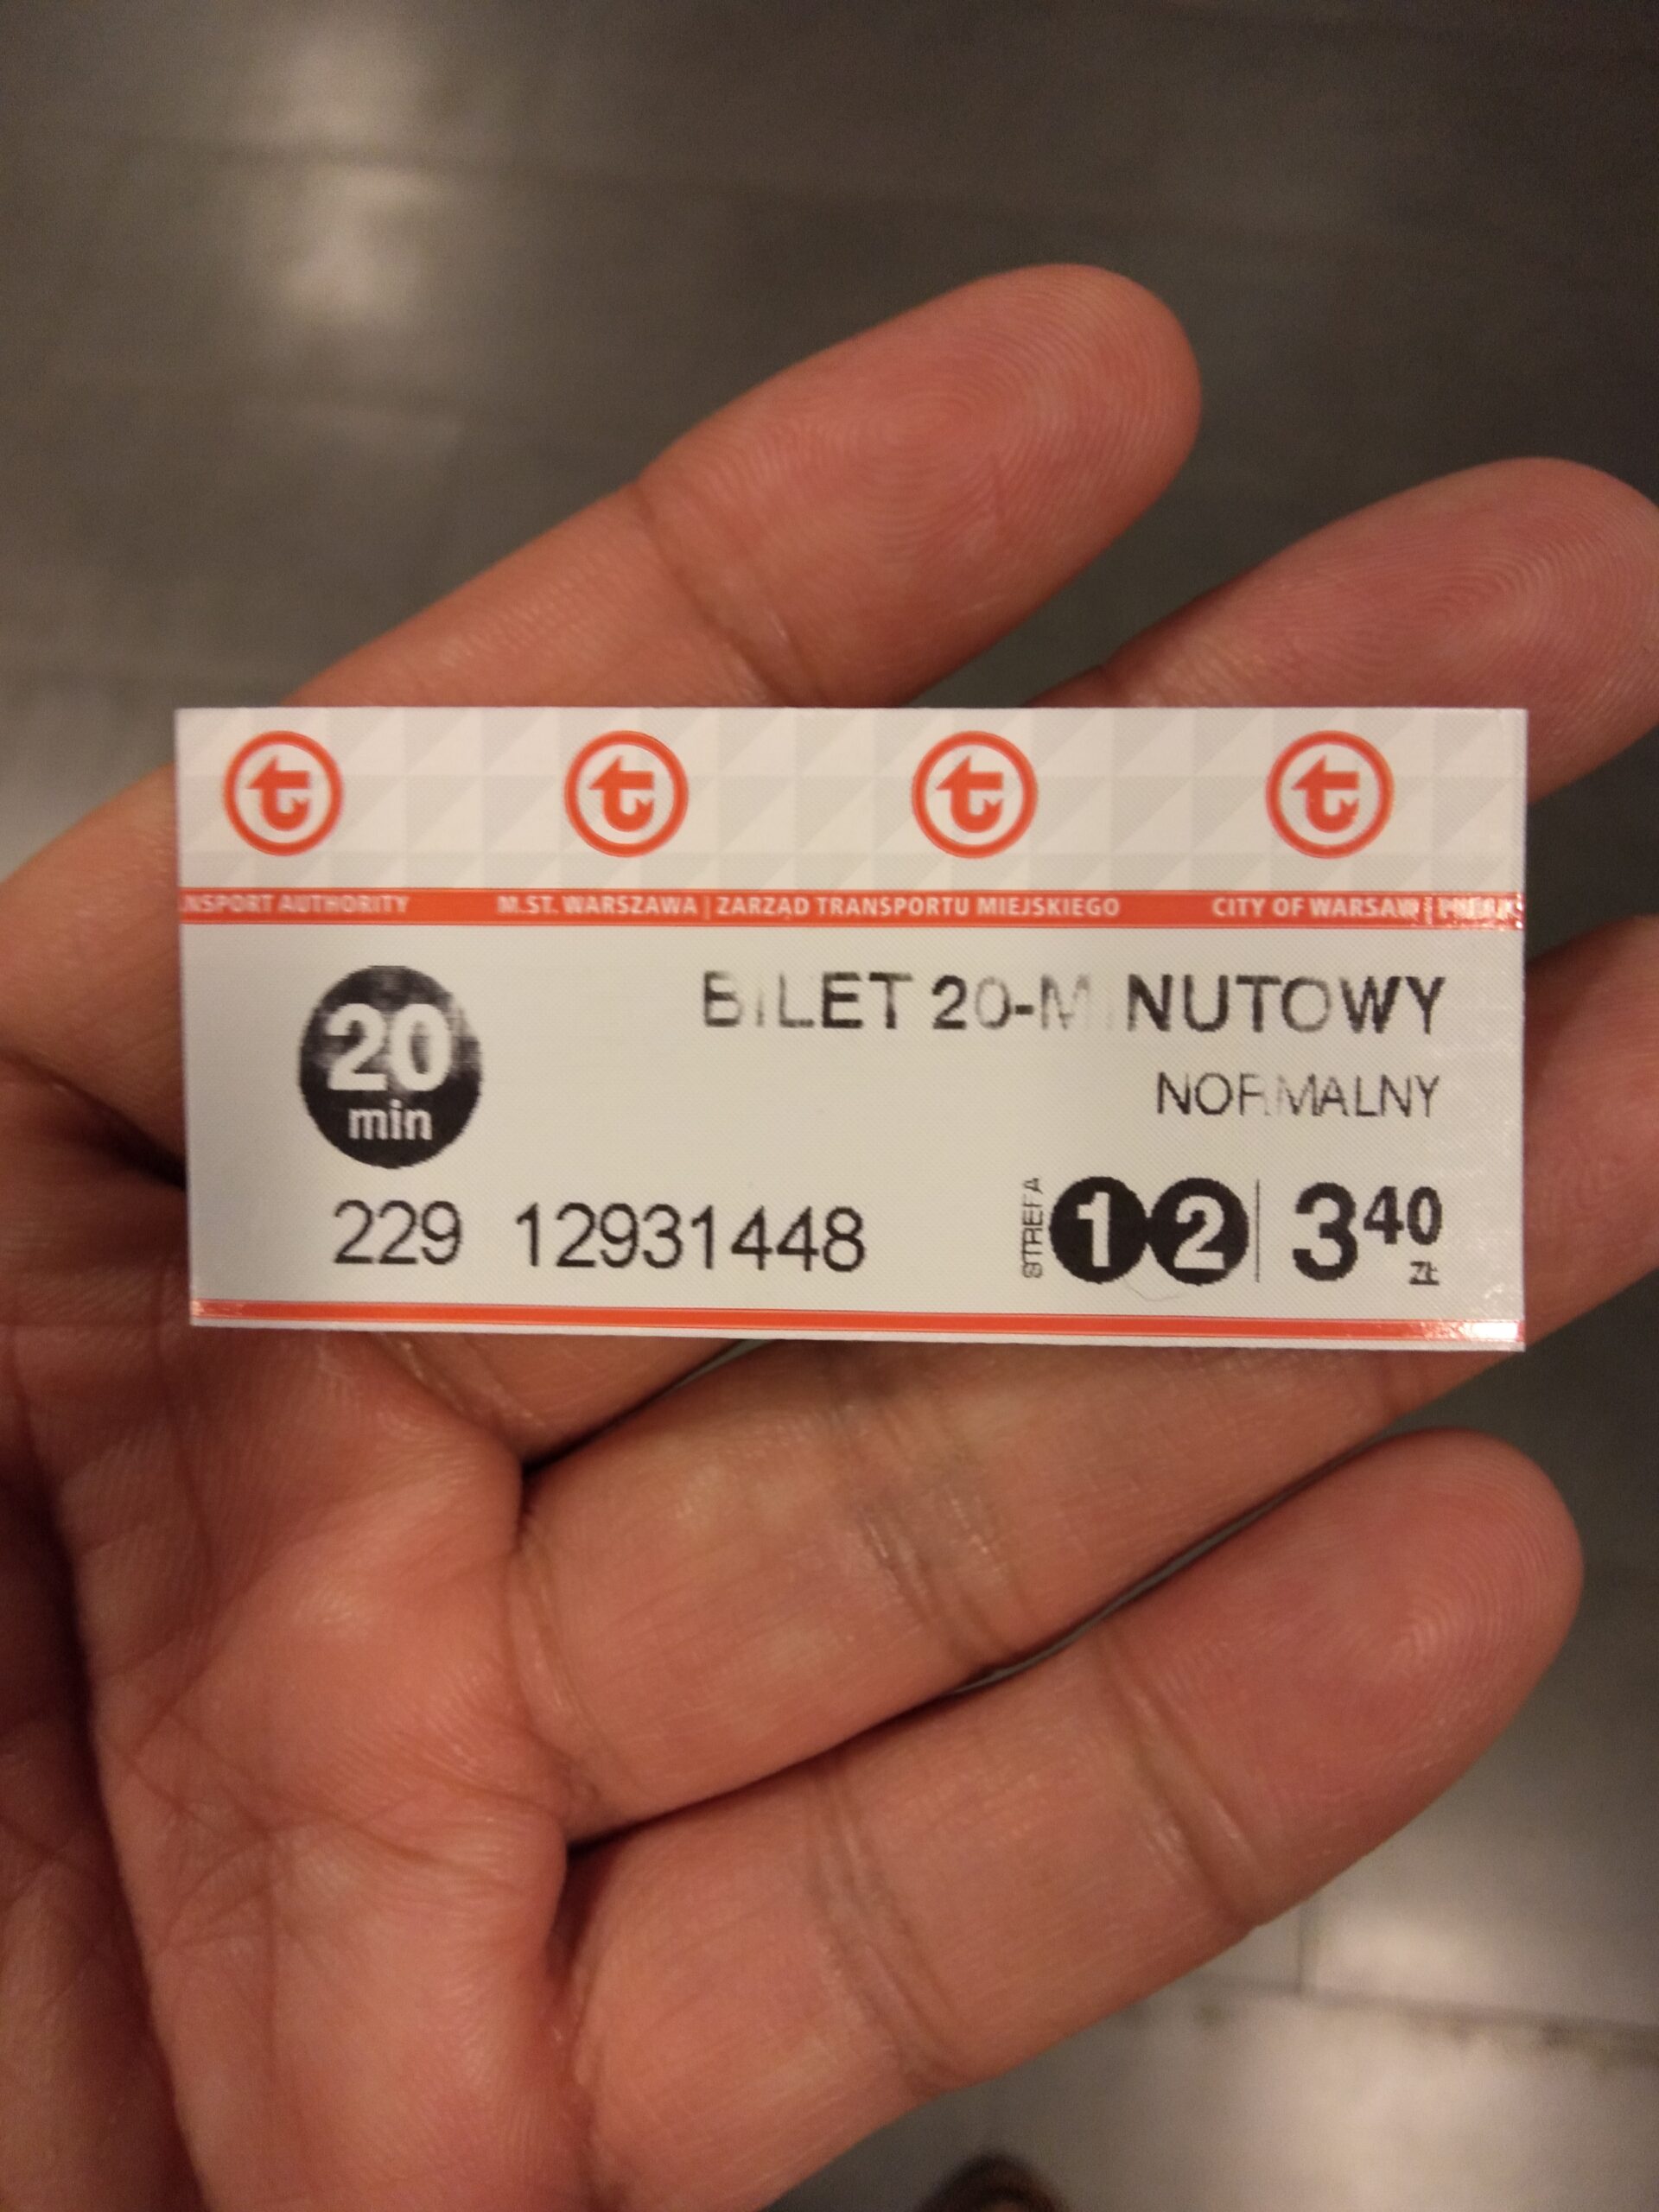 NSPORT AUTHORITY M.ST. WARSZAWA | ZARZĄD TRANSPORTU MIEJSKIEGO CITY OF WARSAW |
BILET 20-MINUTOWY
20
min
NORMALNY
229 12931448
STREFA 1 2 | 3 40
ZŁ